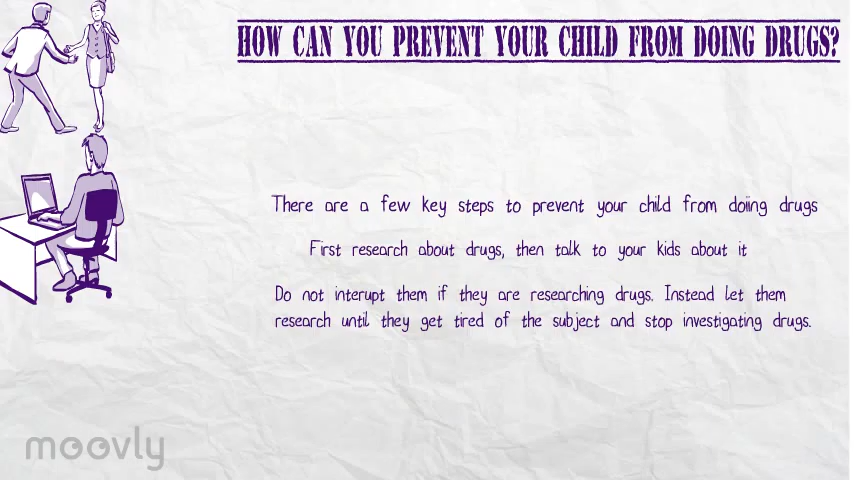 HOW CAN YOU PREVENT YOUR CHILD FROM DOING DRUGS?
There are a few key steps to prevent your child from doiing drugs
First research about drugs, then talk to your kids about it
Do not interupt them if they are researching drugs. Instead let them
research until they get tired of the subject and stop investigating drugs.
moovly